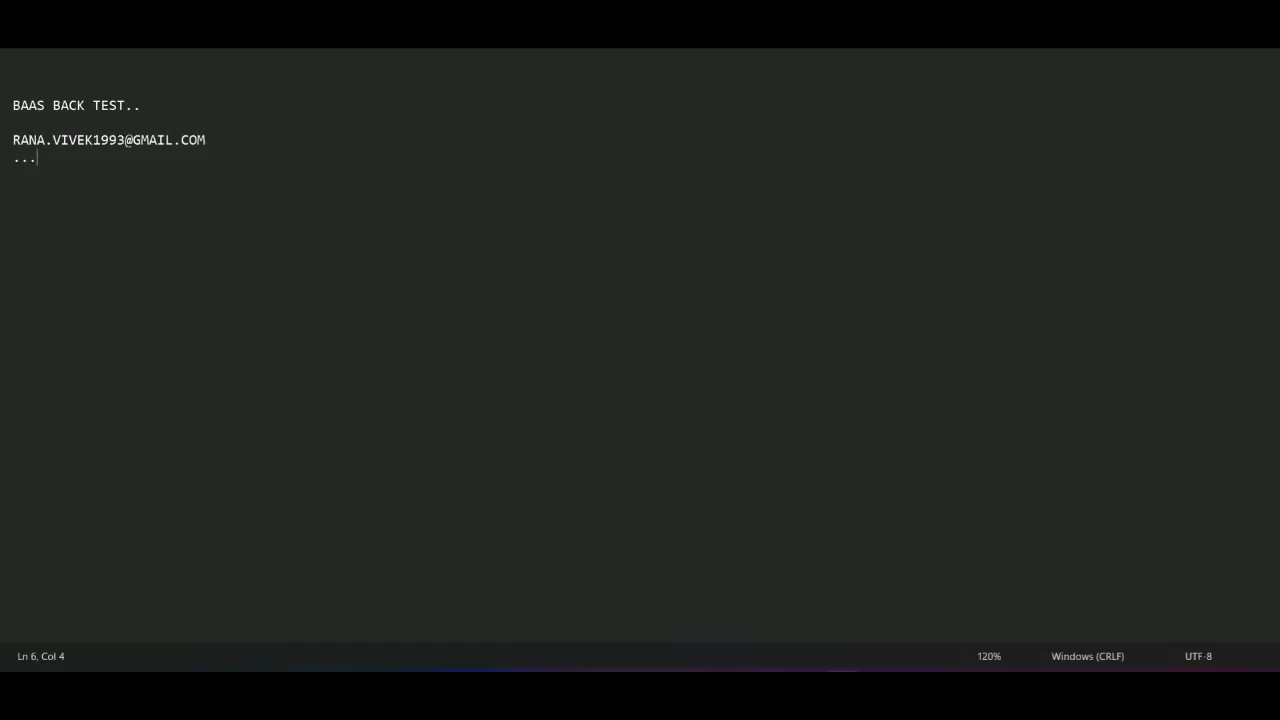 BAAS BACK TEST..
RANA.VIVEK1993@GMAIL.COM
...
Ln 6, Col 4 120% Windows (CRLF) UTF-8